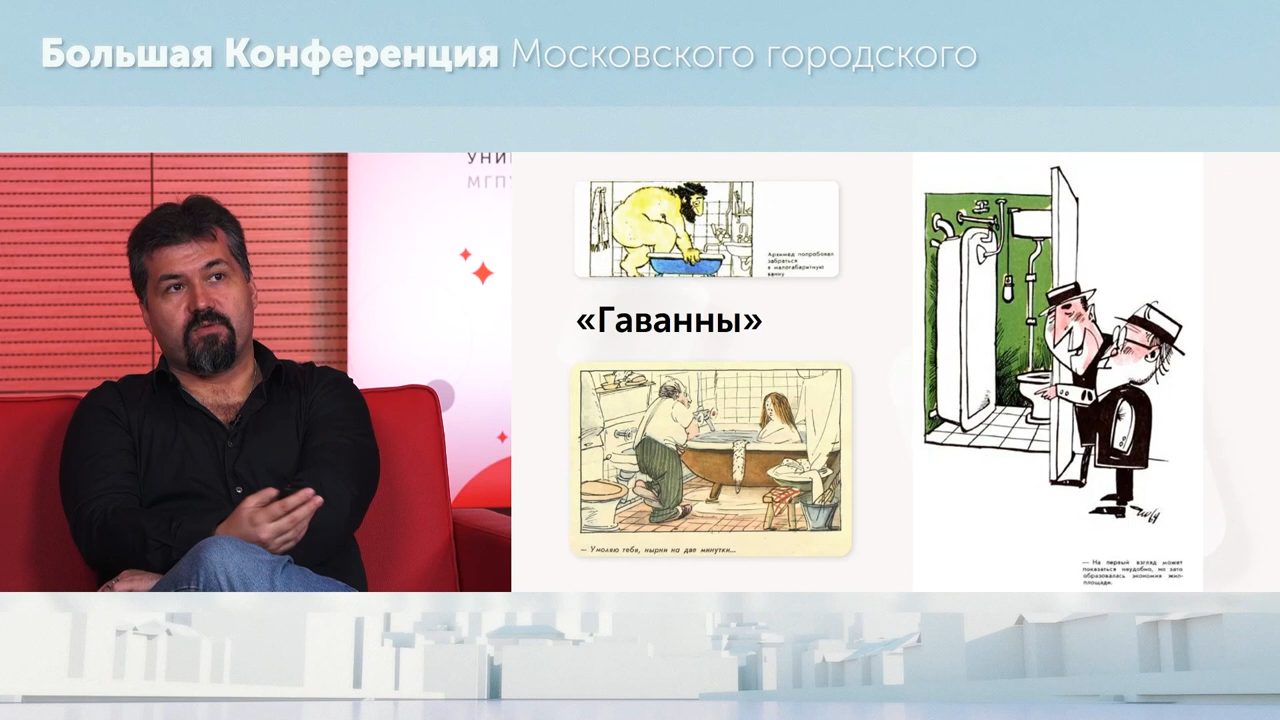 Большая Конференция Московского городского
УНИ
МГП
Архимед попробовал
забраться
в малогабаритную
ванну
«Гаванны»
— Умоляю тебя, нырни на две минутки...
— На первый взгляд может
показаться неудобно, но зато
образовалась экономия жил-
площади.